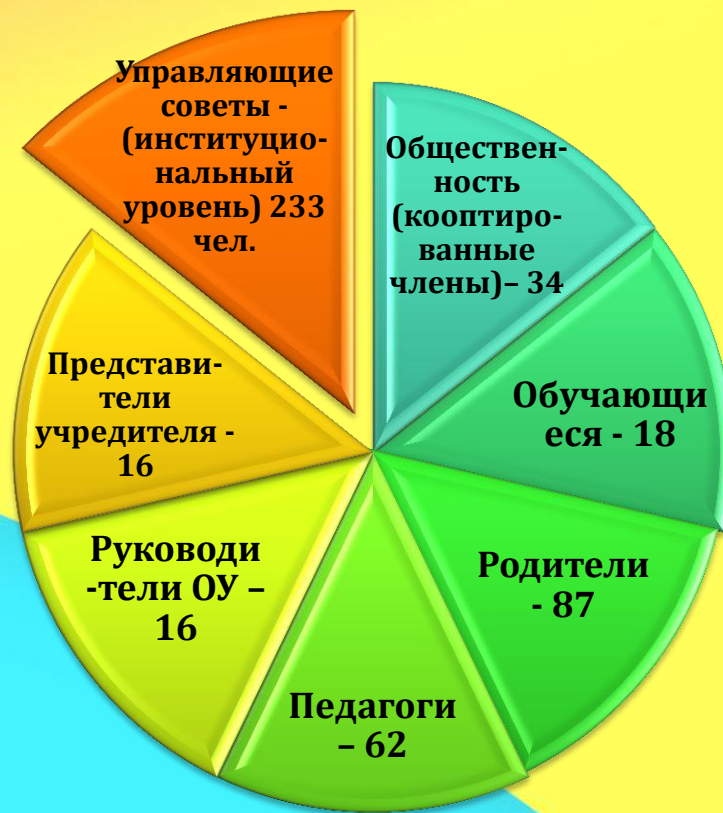 Управляющие
советы -
(институцио-
нальный
уровень) 233
чел.
Обществен-
ность
(кооптиро-
ванные
члены)– 34
Обучающи
еся - 18
Родители
- 87
Педагоги
– 62
Руководи
-тели ОУ –
16
Представи-
тели
учредителя -
16